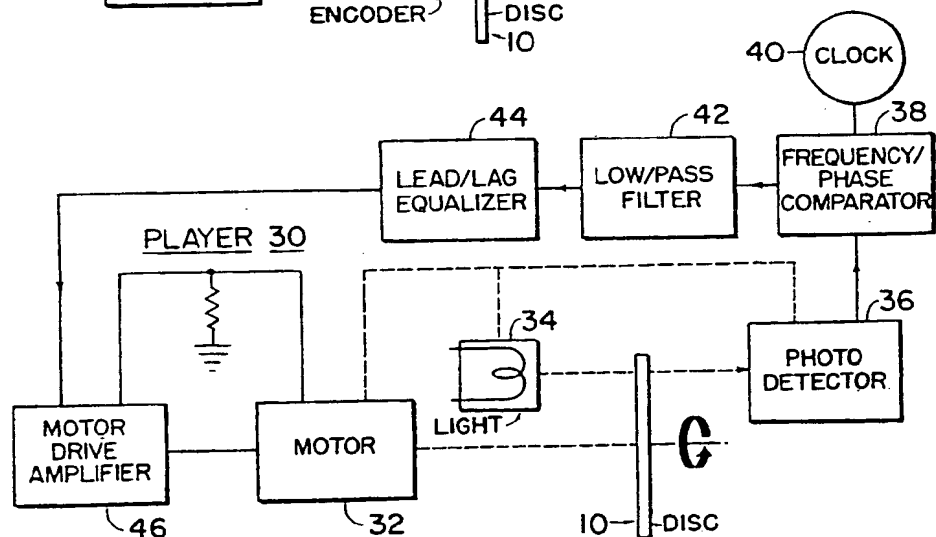 ENCODER
DISC
10
40
CLOCK
44
42
38
LEAD/LAG
EQUALIZER
LOW/PASS
FILTER
FREQUENCY/
PHASE
COMPARATOR
PLAYER 30
34
36
PHOTO
DETECTOR
LIGHT
MOTOR
DRIVE
AMPLIFIER
MOTOR
46
32
10
DISC